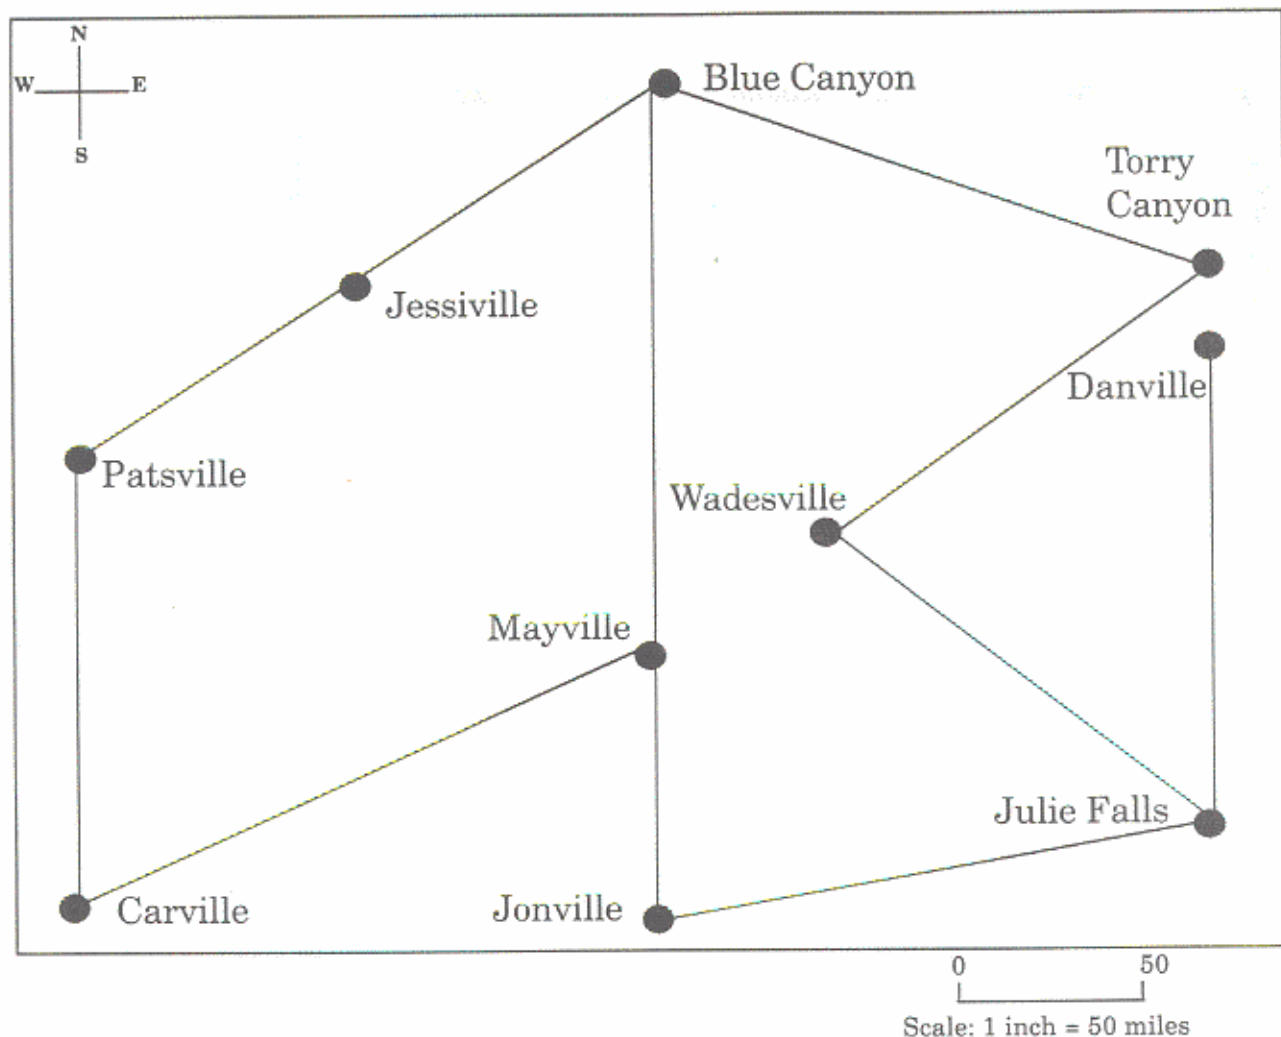 N
W E
S
Blue Canyon
Torry
Canyon
Jessiville
Danville
Patsville
Wadesville
Mayville
Julie Falls
Carville
Jonville
0 50
Scale: 1 inch = 50 miles